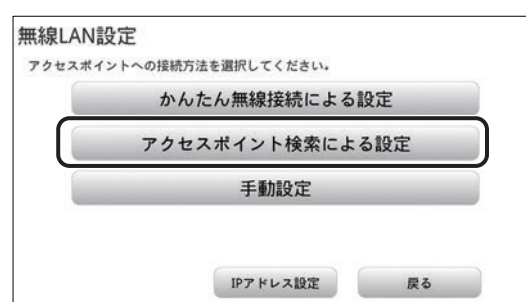 無線LAN設定
アクセスポイントへの接続方法を選択してください。
かんたん無線接続による設定
アクセスポイント検索による設定
手動設定
IPアドレス設定
戻る